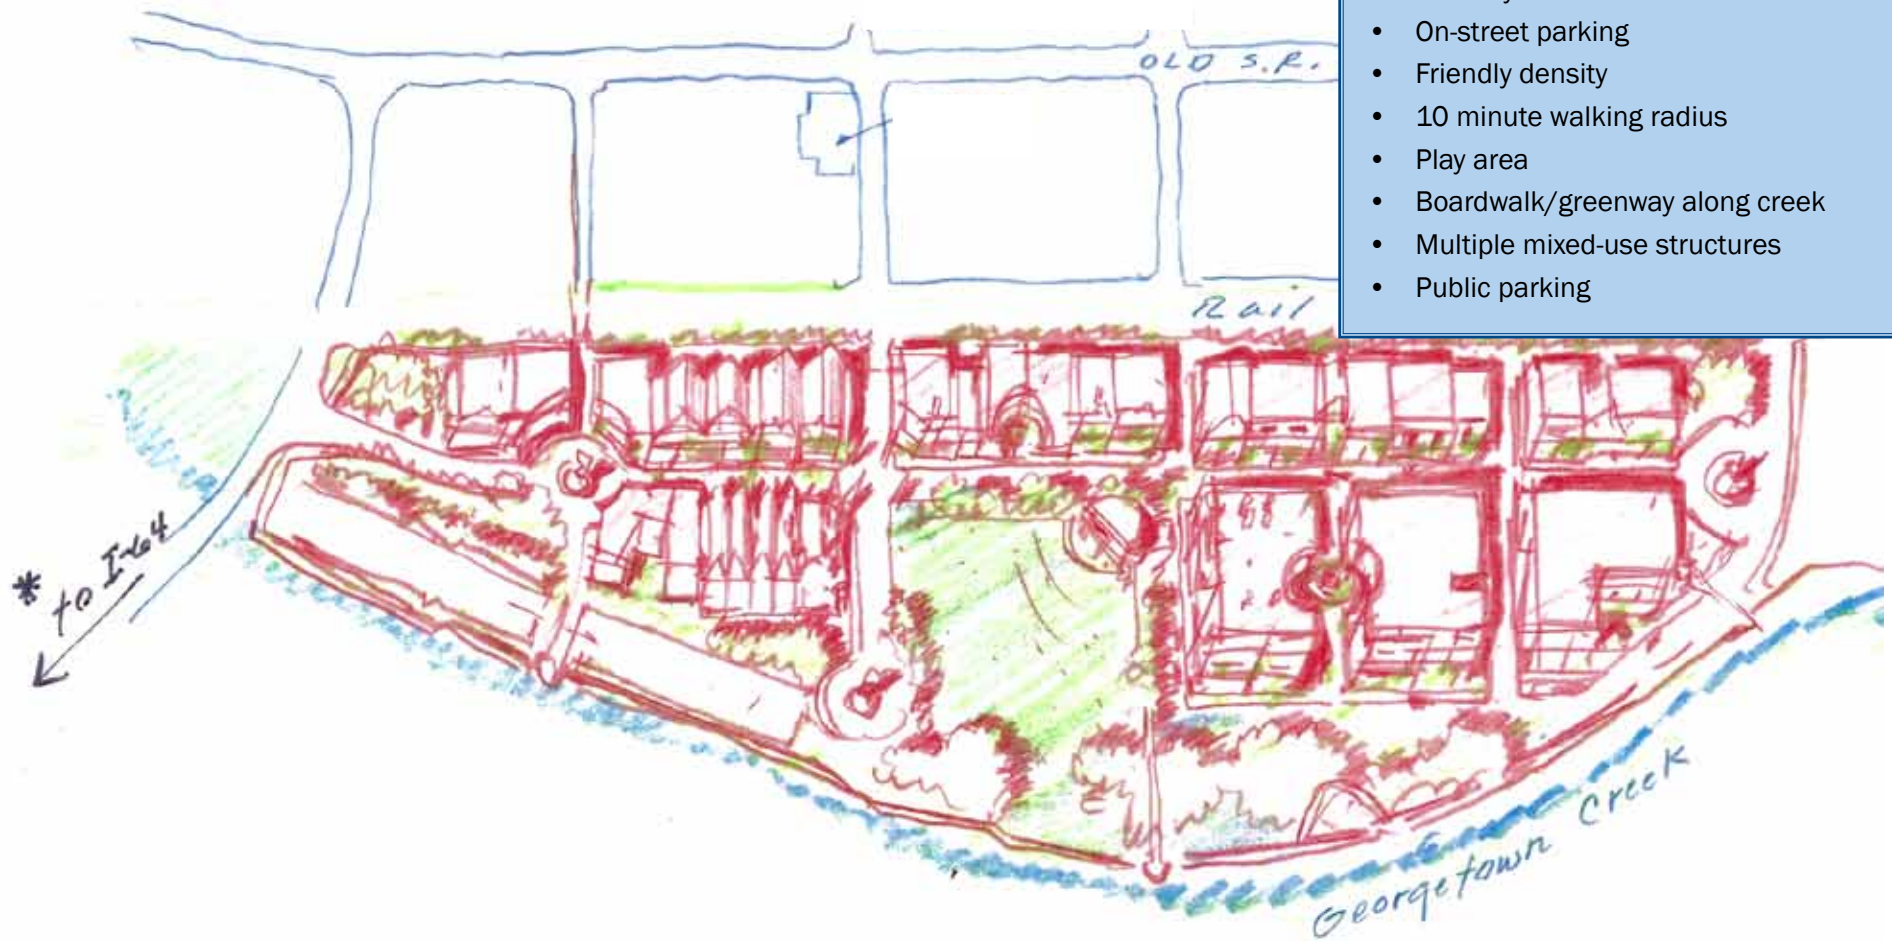 OLD S.R.
• On-street parking
• Friendly density
• 10 minute walking radius
• Play area
• Boardwalk/greenway along creek
• Multiple mixed-use structures
• Public parking
Rail
* to I-64
Georgetown Creek